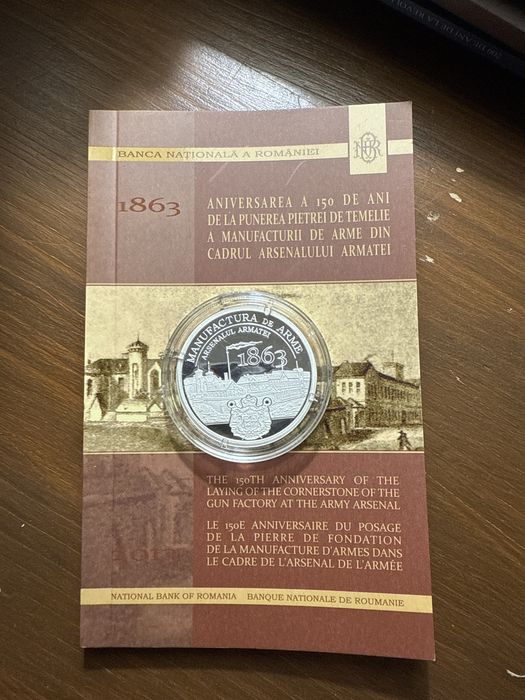 BANCA NAȚIONALĂ A ROMÂNIEI
1863
ANIVERSAREA A 150 DE ANI
DE LA PUNEREA PIETREI DE TEMELIE
A MANUFACTURII DE ARME DIN
CADRUL ARSENALULUI ARMATEI
MANUFACTURA DE ARME
ARSENALUL ARMATEI
1863
THE 150TH ANNIVERSARY OF THE
LAYING OF THE CORNERSTONE OF THE
GUN FACTORY AT THE ARMY ARSENAL
LE 150E ANNIVERSAIRE DU POSAGE
DE LA PIERRE DE FONDATION
DE LA MANUFACTURE D'ARMES DANS
LE CADRE DE L'ARSENAL DE L'ARMÉE
NATIONAL BANK OF ROMANIA BANQUE NATIONALE DE ROUMANIE